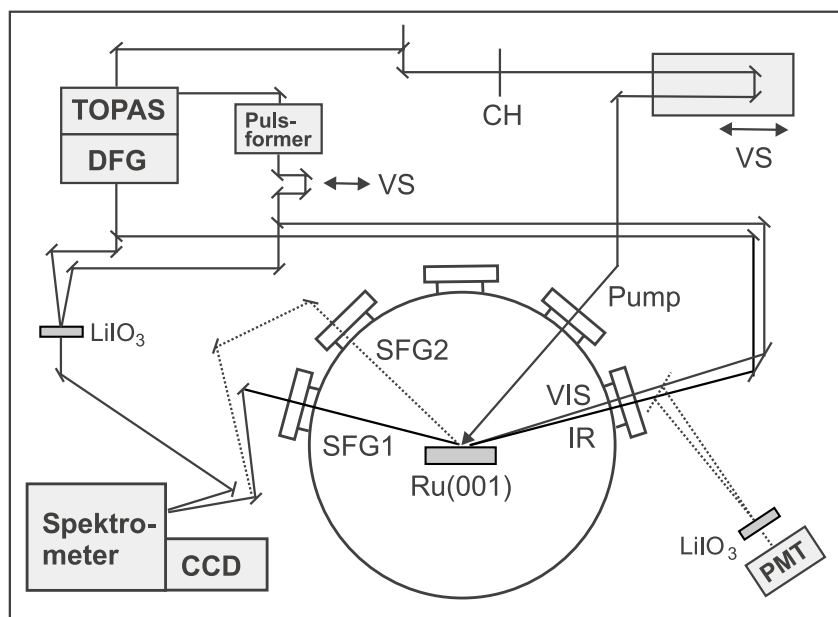 TOPAS
DFG
Puls-
former
VS
CH
VS
LiIO₃
Pump
SFG2
SFG1
VIS
IR
Ru(001)
Spektro-
meter
CCD
LiIO₃
PMT